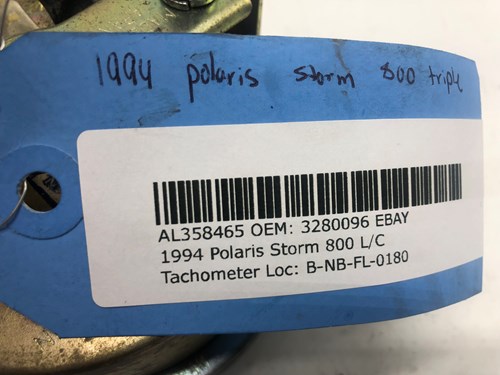 1994 polaris storm 800 triple
AL358465 OEM: 3280096 EBAY
1994 Polaris Storm 800 L/C
Tachometer Loc: B-NB-FL-0180